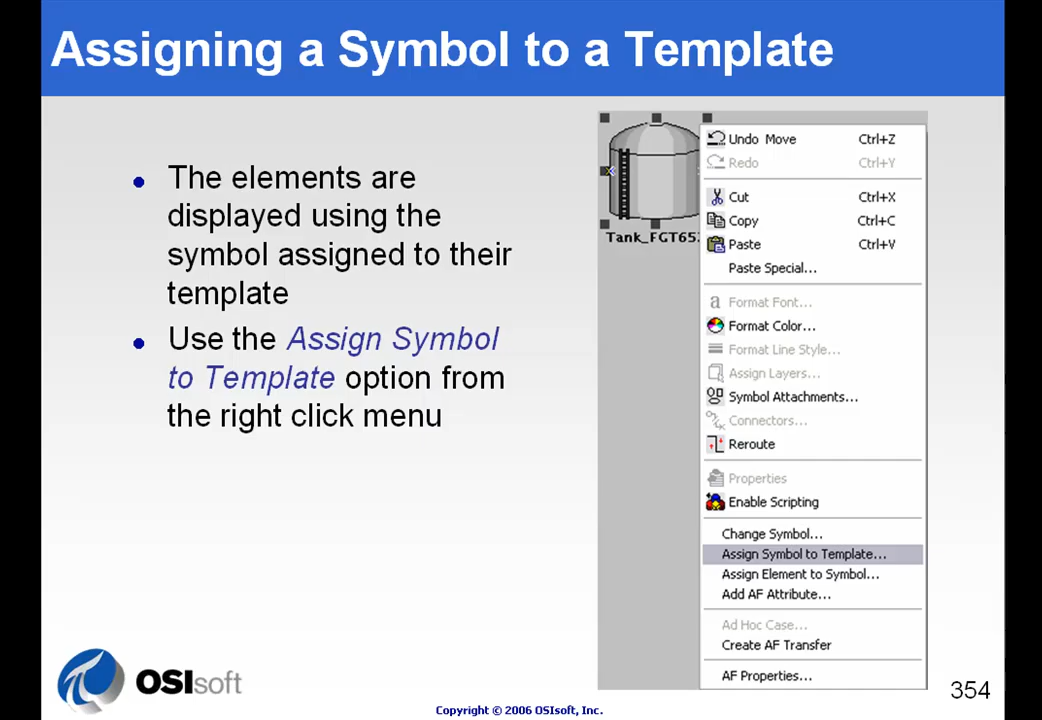 Assigning a Symbol to a Template
The elements are
displayed using the
symbol assigned to their
template
Use the Assign Symbol
to Template option from
the right click menu
Tank_FGT65
Undo Move Ctrl+Z
Redo Ctrl+Y
Cut Ctrl+X
Copy Ctrl+C
Paste Ctrl+V
Paste Special...
Format Font...
Format Color...
Format Line Style...
Assign Layers...
Symbol Attachments...
Connectors...
Reroute
Properties
Enable Scripting
Change Symbol...
Assign Symbol to Template...
Assign Element to Symbol...
Add AF Attribute...
Ad Hoc Case...
Create AF Transfer
AF Properties...
OSIsoft
Copyright © 2006 OSIsoft, Inc.
354